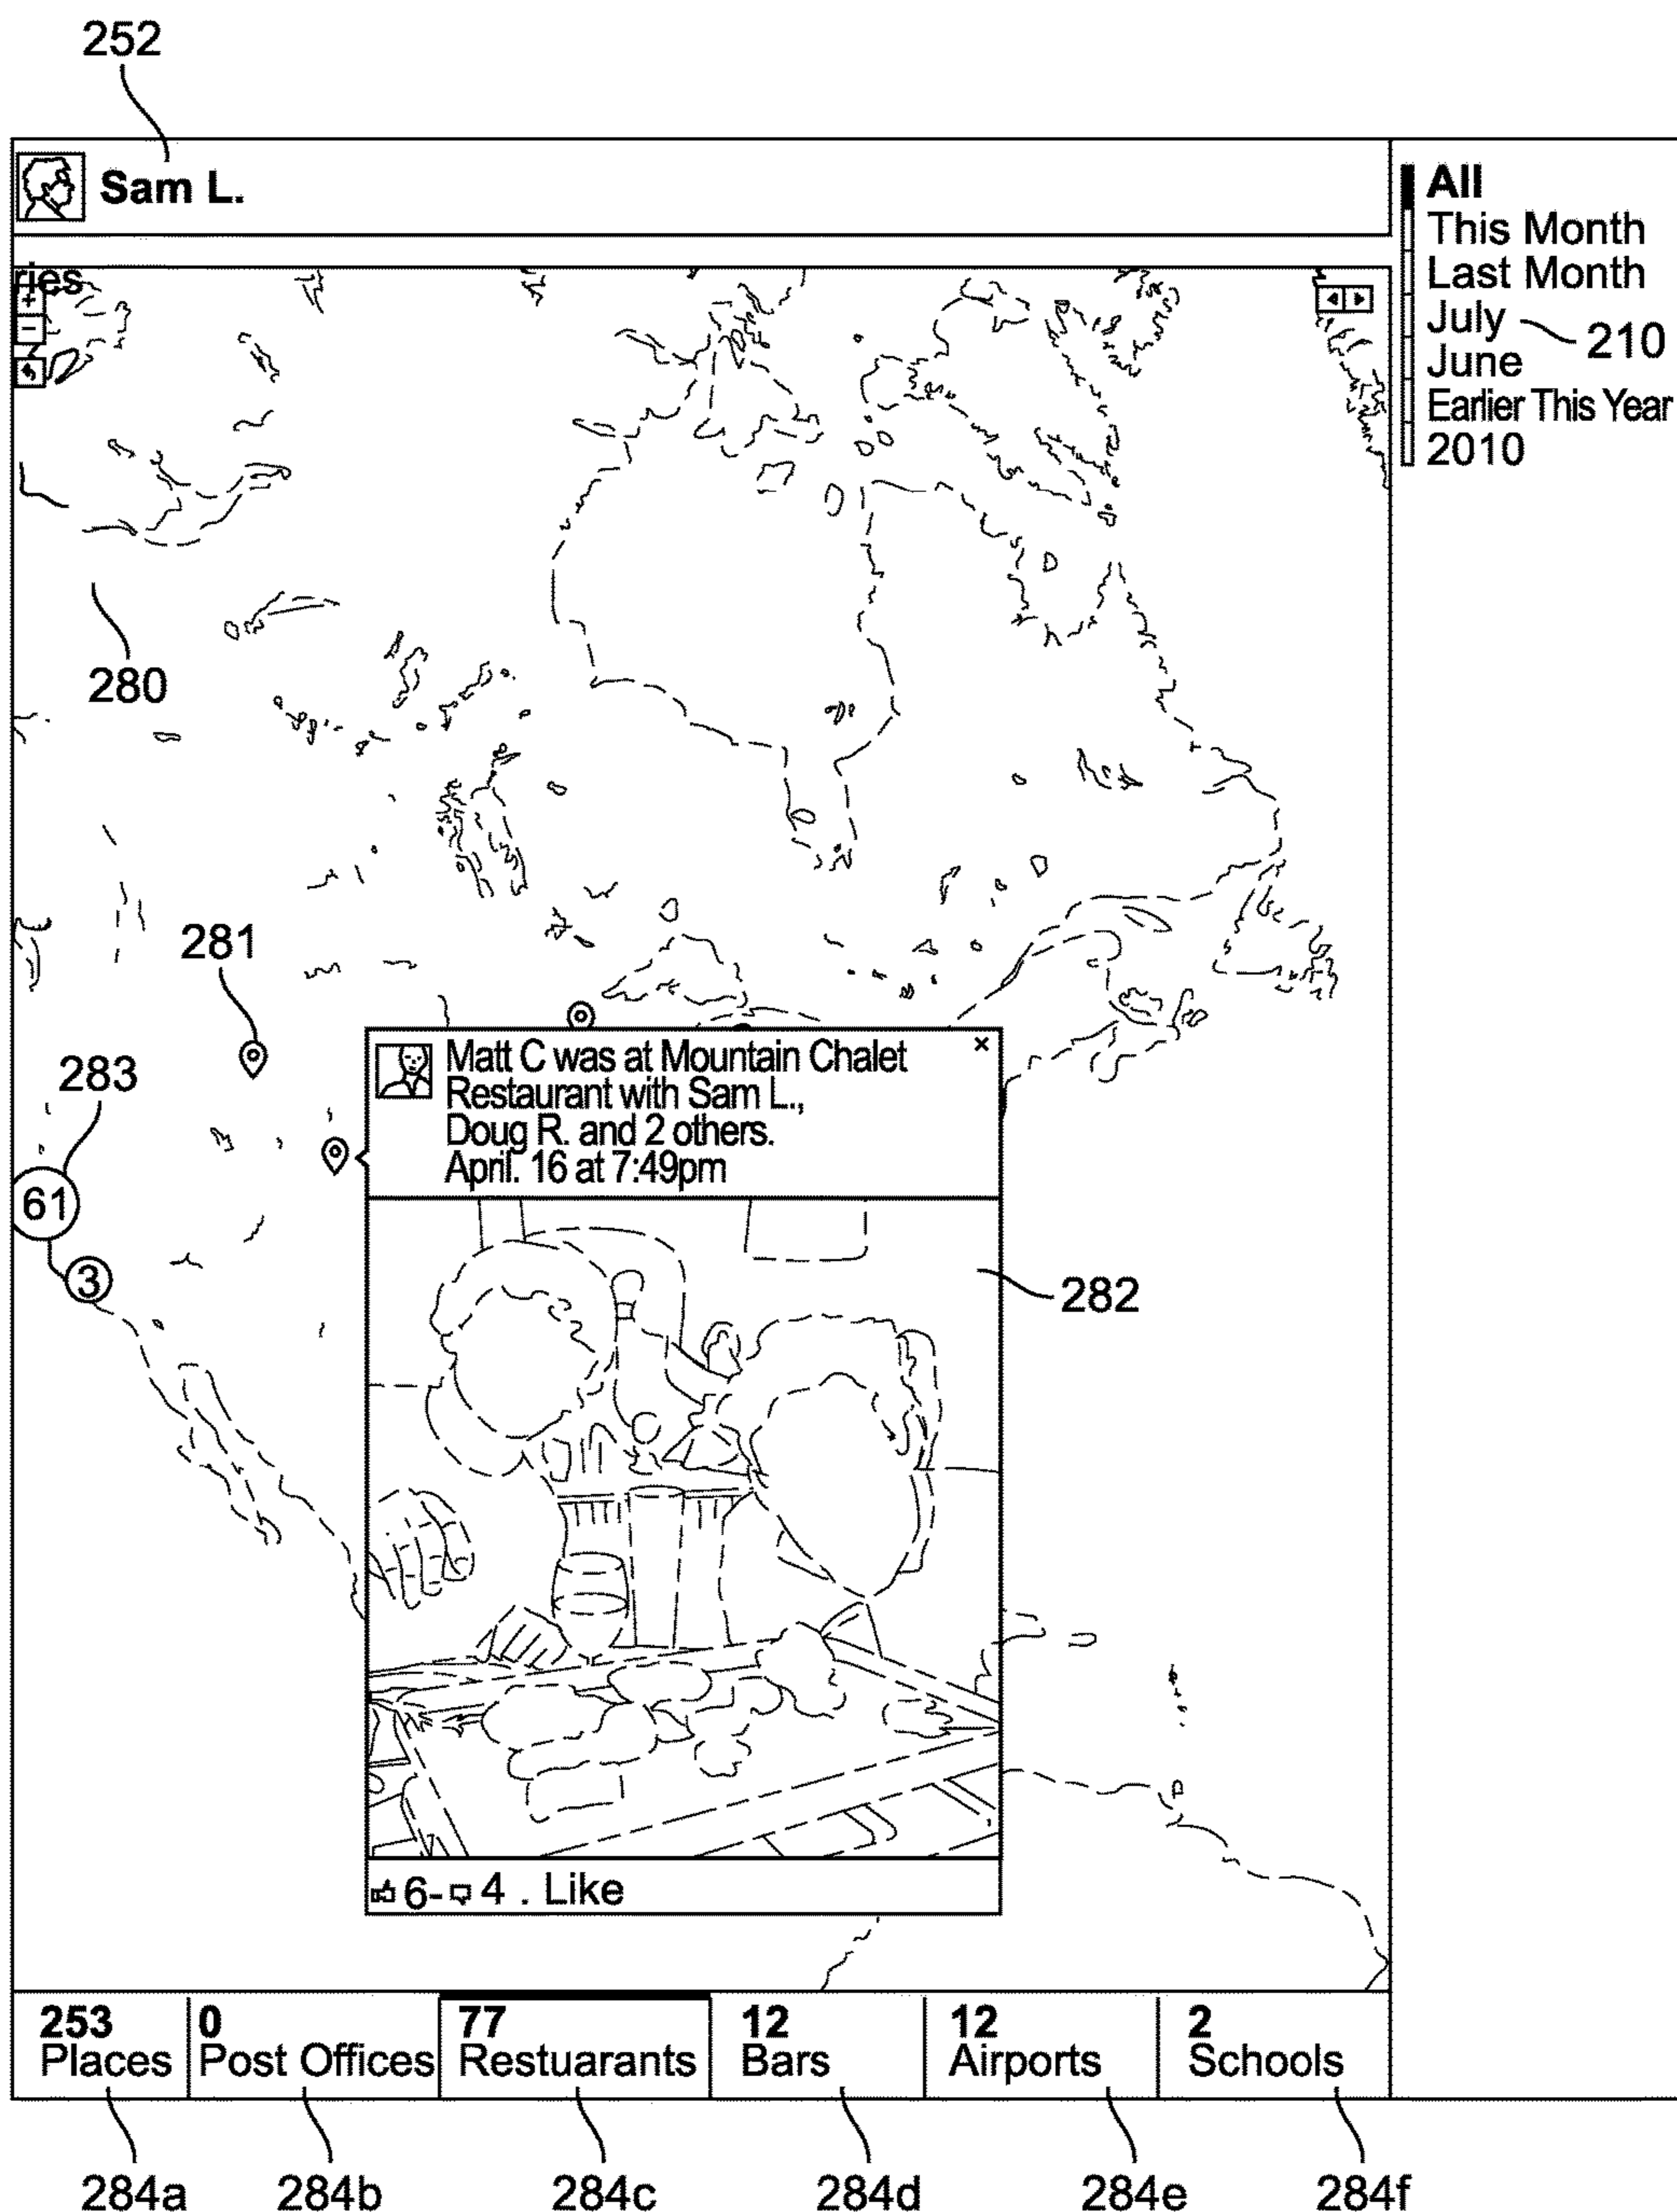 252
Sam L.
All
This Month
Last Month
July
210
June
Earlier This Year
2010
ries
+
−
280
281
283
61
3
Matt C was at Mountain Chalet
Restaurant with Sam L.,
Doug R. and 2 others.
April. 16 at 7:49pm
×
282
6-4 . Like
253
Places
0
Post Offices
77
Restuarants
12
Bars
12
Airports
2
Schools
284a
284b
284c
284d
284e
284f